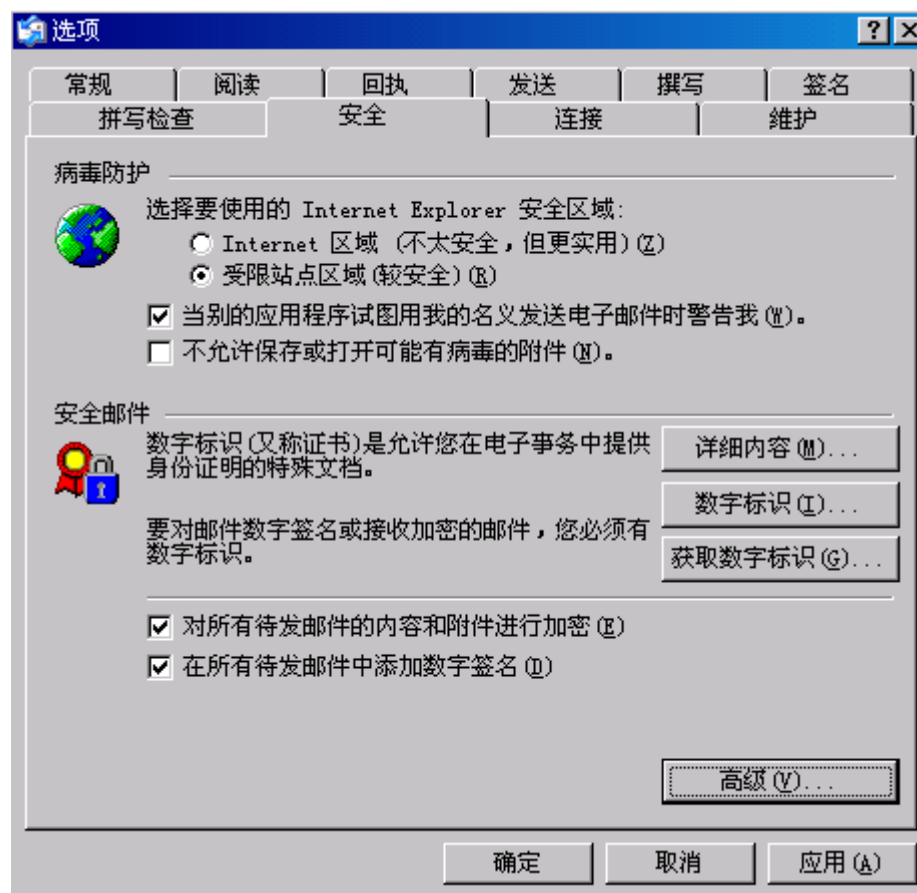 选项
常规 阅读 回执 发送 撰写 签名
拼写检查 安全 连接 维护
病毒防护
选择要使用的 Internet Explorer 安全区域:
Internet 区域 (不太安全，但更实用)(Z)
受限站点区域(较安全)(R)
当别的应用程序试图用我的名义发送电子邮件时警告我(W)。
不允许保存或打开可能有病毒的附件(N)。
安全邮件
数字标识(又称证书)是允许您在电子事务中提供
身份证明的特殊文档。
详细内容(M)...
数字标识(I)...
要对邮件数字签名或接收加密的邮件，您必须有
数字标识。
获取数字标识(G)...
对所有待发邮件的内容和附件进行加密(E)
在所有待发邮件中添加数字签名(D)
高级(V)...
确定 取消 应用(A)